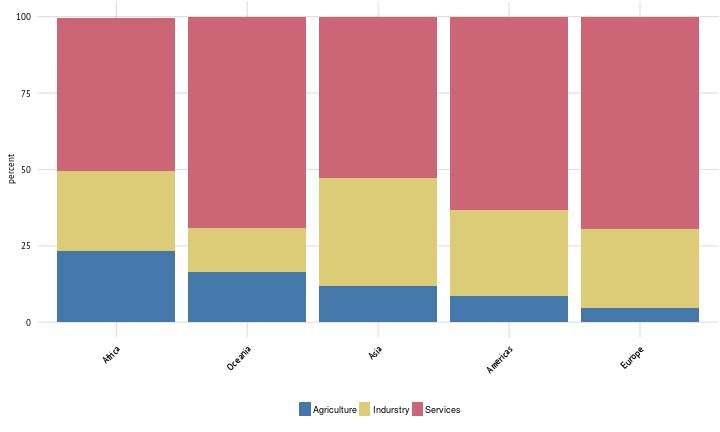 100
75
50
25
0
percent
Africa
Oceania
Asia
Americas
Europe
Agriculture Indurstry Services